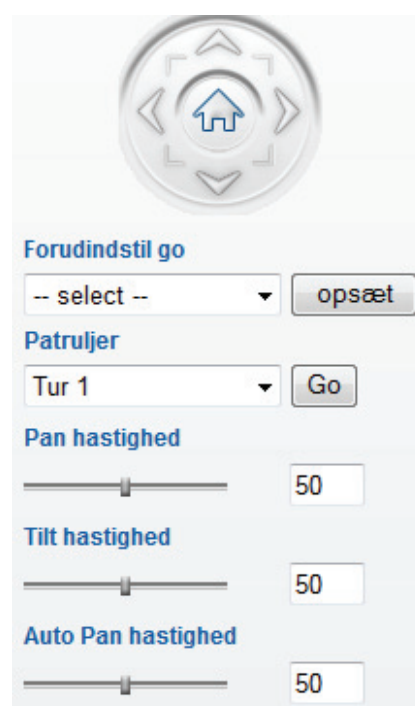 Forudindstil go
-- select -- opsæt
Patruljer
Tur 1 Go
Pan hastighed
50
Tilt hastighed
50
Auto Pan hastighed
50